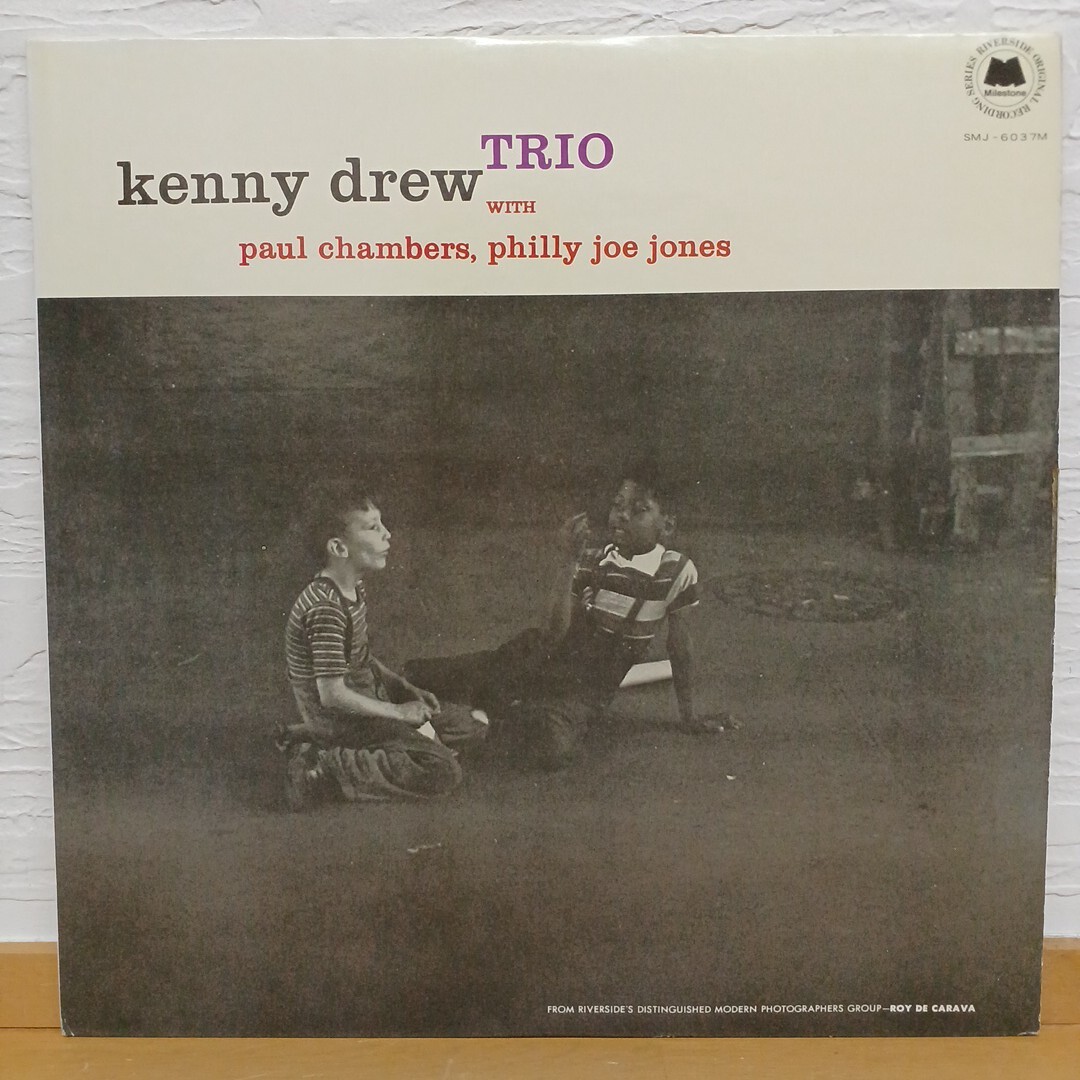 RIVERSIDE ORIGINAL RECORDING SERIES
Milestone
SMJ-6037M
kenny drew TRIO
WITH
paul chambers, philly joe jones
FROM RIVERSIDE'S DISTINGUISHED MODERN PHOTOGRAPHERS GROUP—ROY DE CARAVA